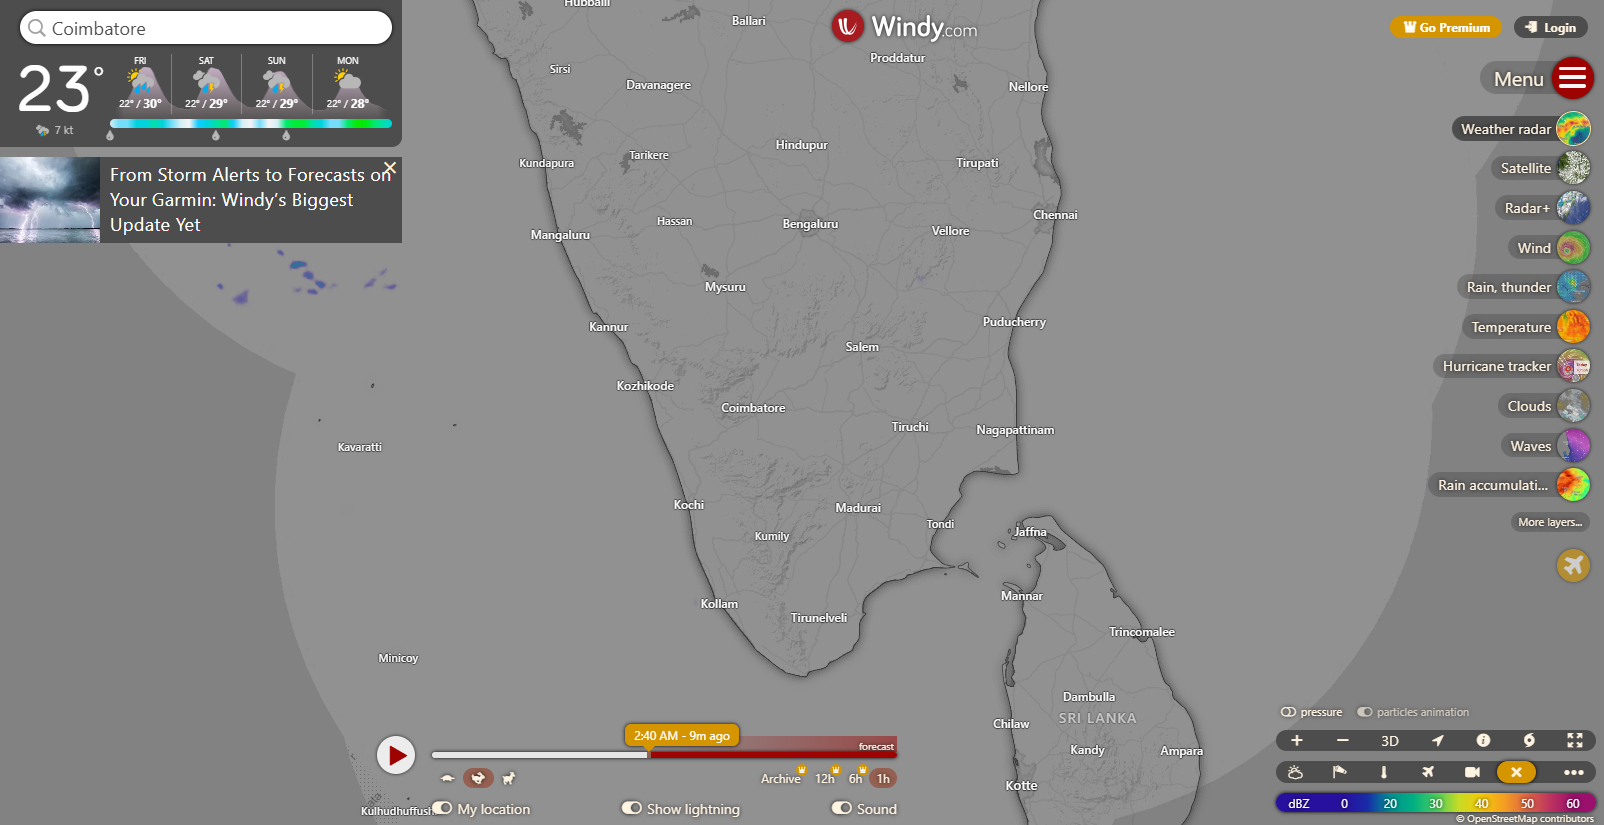 Coimbatore
23°
7 kt
FRI
SAT
SUN
MON
22° / 30°
22° / 29°
22° / 29°
22° / 28°
From Storm Alerts to Forecasts on
Your Garmin: Windy’s Biggest
Update Yet
Windy.com
Go Premium
Login
Menu
Weather radar
Satellite
Radar+
Wind
Rain, thunder
Temperature
Hurricane tracker
Clouds
Waves
Rain accumulati...
More layers...
Hubballi
Ballari
Proddatur
Sirsi
Davanagere
Nellore
Hindupur
Kundapura
Tarikere
Tirupati
Hassan
Bengaluru
Chennai
Mangaluru
Vellore
Mysuru
Kannur
Puducherry
Salem
Kozhikode
Coimbatore
Tiruchi
Nagapattinam
Kavaratti
Kochi
Madurai
Tondi
Jaffna
Kumily
Kollam
Mannar
Tirunelveli
Trincomalee
Minicoy
Dambulla
SRI LANKA
Chilaw
Kandy
Ampara
Kotte
Kulhudhuffush
2:40 AM - 9m ago
forecast
Archive
12h
6h
1h
My location
Show lightning
Sound
pressure
particles animation
+
−
3D
dBZ
0
20
30
40
50
60
© OpenStreetMap contributors